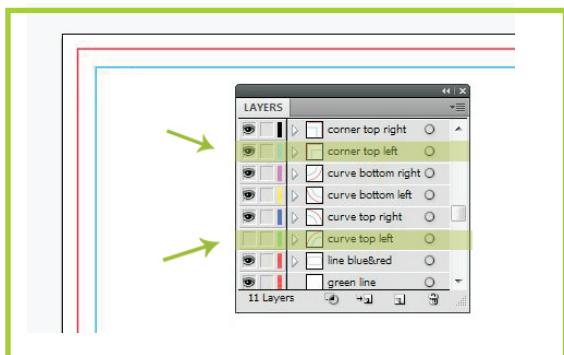 LAYERS
corner top right
corner top left
curve bottom right
curve bottom left
curve top right
curve top left
line blue&red
green line
11 Layers